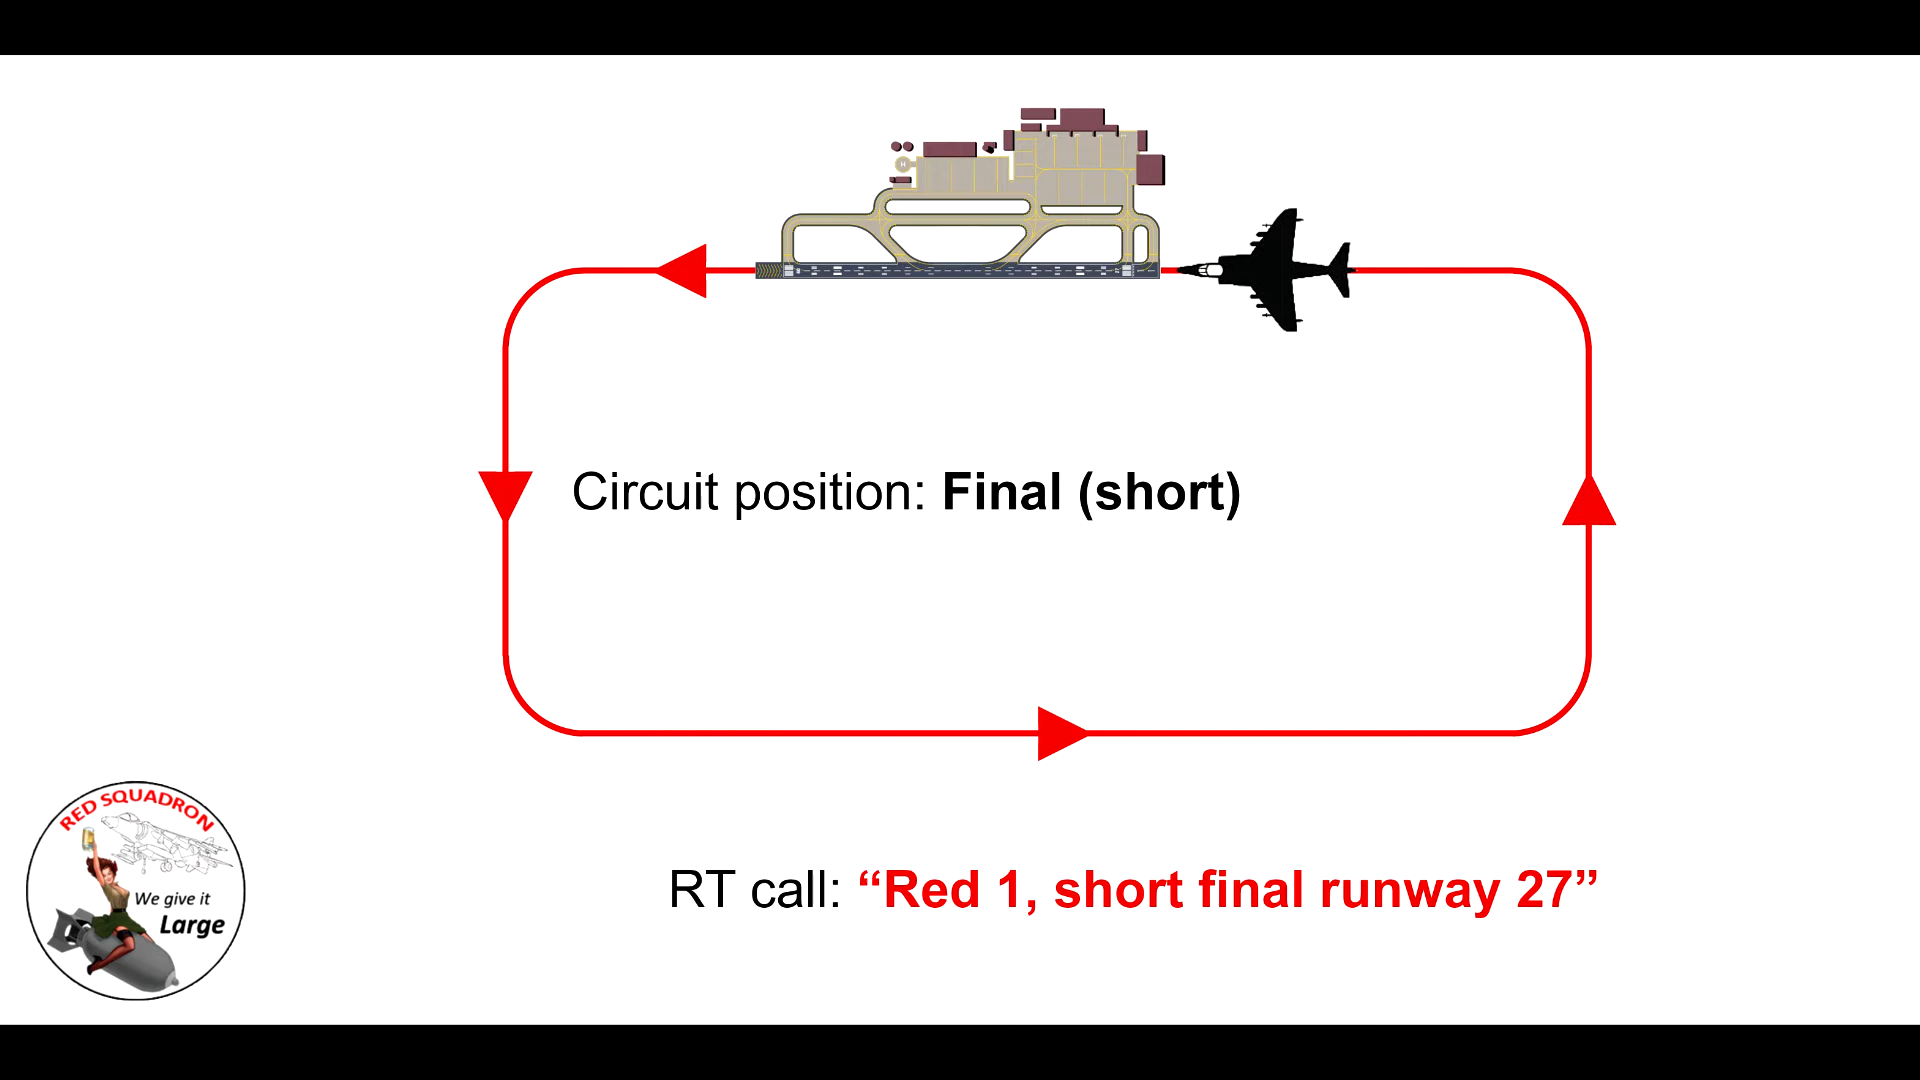 Circuit position: Final (short)
RED SQUADRON
We give it
Large
RT call: “Red 1, short final runway 27”